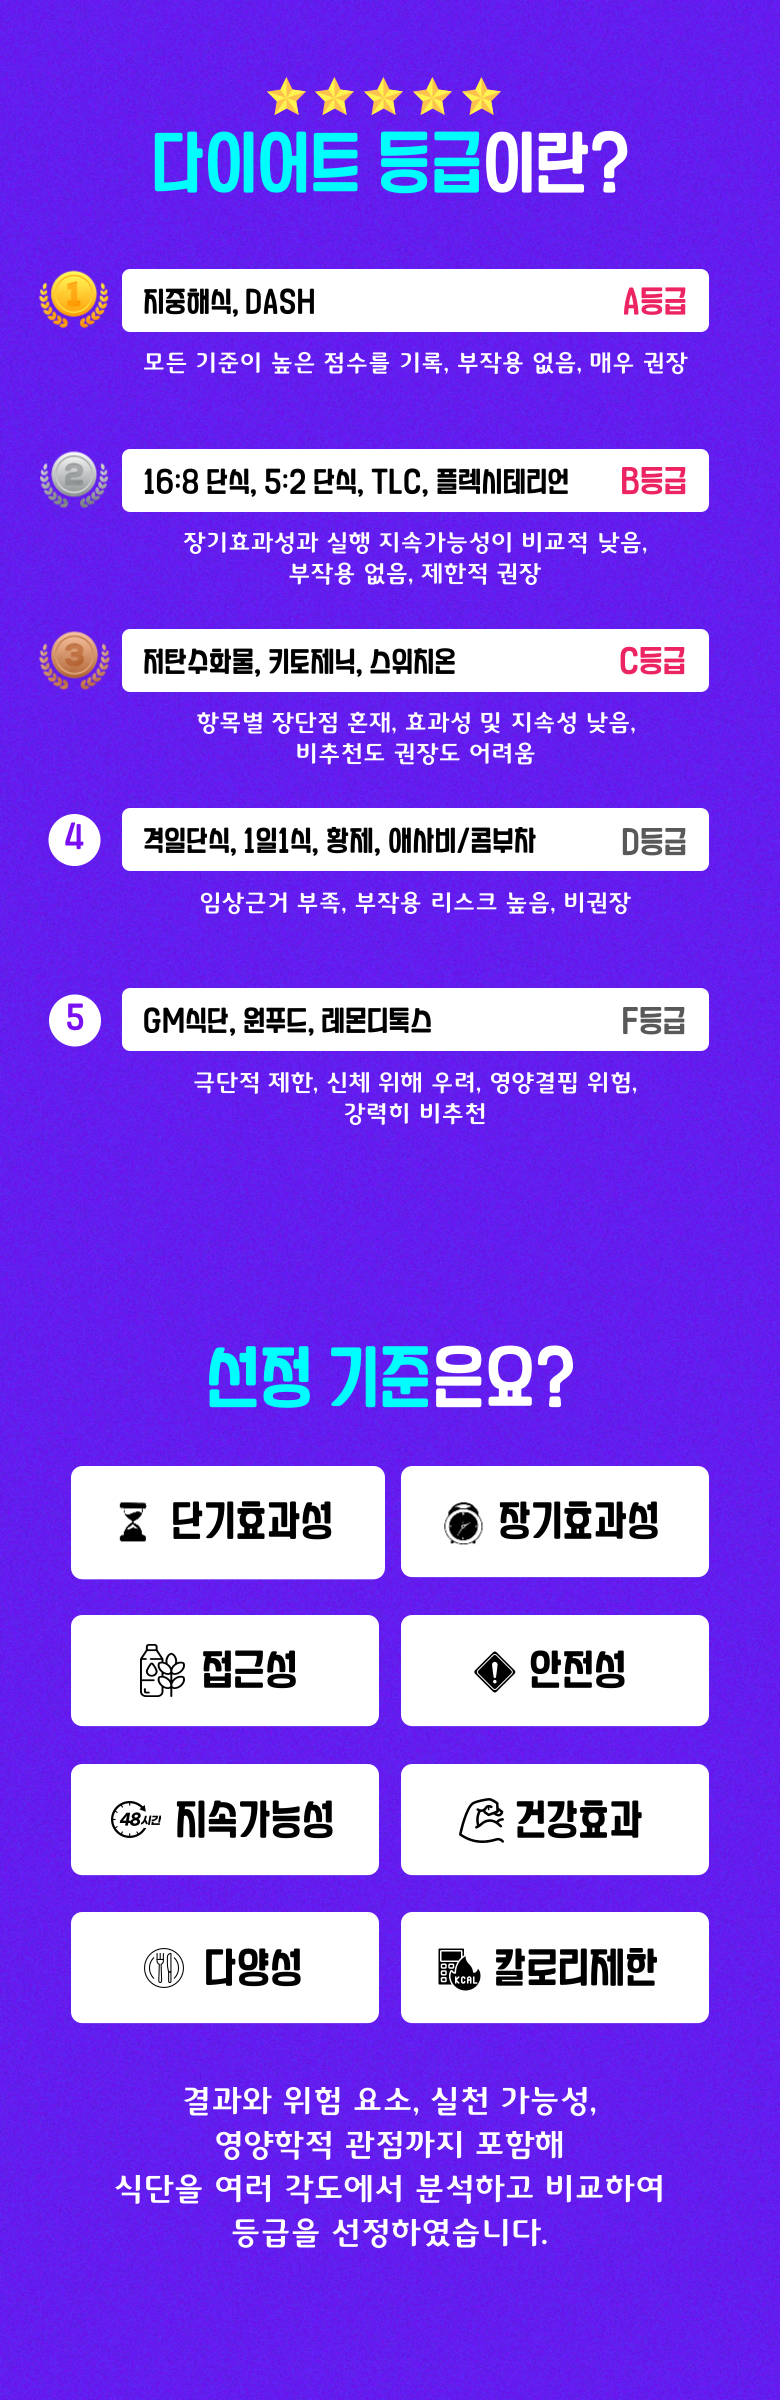 다이어트 등급이란?
1
지중해식, DASH
A등급
모든 기준이 높은 점수를 기록, 부작용 없음, 매우 권장
2
16:8 단식, 5:2 단식, TLC, 플렉시테리언
B등급
장기효과성과 실행 지속가능성이 비교적 낮음,
부작용 없음, 제한적 권장
3
저탄수화물, 키토제닉, 스위치온
C등급
항목별 장단점 혼재, 효과성 및 지속성 낮음,
비추천도 권장도 어려움
4
격일단식, 1일1식, 황제, 애사비/콤부차
D등급
임상근거 부족, 부작용 리스크 높음, 비권장
5
GM식단, 원푸드, 레몬디톡스
F등급
극단적 제한, 신체 위해 우려, 영양결핍 위험,
강력히 비추천
선정 기준은요?
단기효과성
장기효과성
접근성
안전성
48시간
지속가능성
건강효과
다양성
KCAL
칼로리제한
결과와 위험 요소, 실천 가능성,
영양학적 관점까지 포함해
식단을 여러 각도에서 분석하고 비교하여
등급을 선정하였습니다.